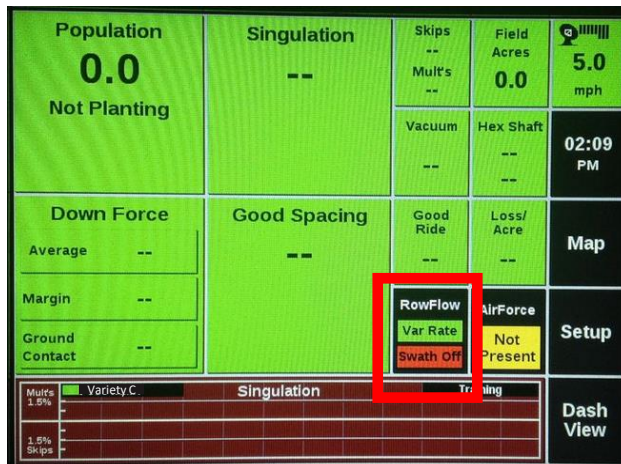 Population
0.0
Not Planting
Singulation
--
Skips
--
Mult's
--
Field
Acres
0.0
5.0
mph
Vacuum
--
Hex Shaft
--
--
02:09
PM
Down Force
Average --
Margin --
Ground
Contact --
Good Spacing
--
Good
Ride
--
Loss/
Acre
--
Map
RowFlow
Var Rate
Swath Off
AirForce
Not
Present
Setup
Mult's
1.5%
Variety C
Singulation
Training
1.5%
Skips
Dash
View